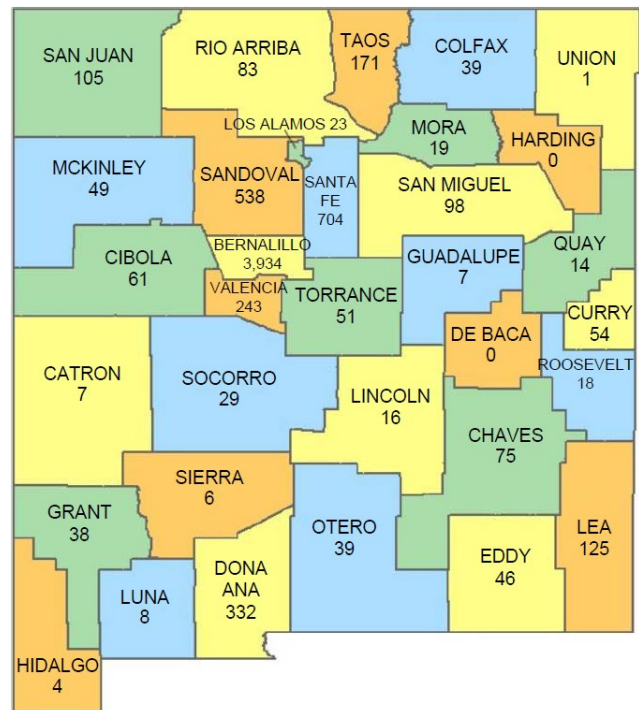 SAN JUAN
105
RIO ARRIBA
83
TAOS
171
COLFAX
39
UNION
1
LOS ALAMOS 23
MORA
19
HARDING
0
MCKINLEY
49
SANDOVAL
538
SANTA
FE
704
SAN MIGUEL
98
BERNALILLO
3,934
CIBOLA
61
VALENCIA
243
TORRANCE
51
GUADALUPE
7
QUAY
14
CURRY
54
DE BACA
0
ROOSEVELT
18
CATRON
7
SOCORRO
29
LINCOLN
16
CHAVES
75
SIERRA
6
GRANT
38
OTERO
39
LEA
125
EDDY
46
DONA
ANA
332
LUNA
8
HIDALGO
4